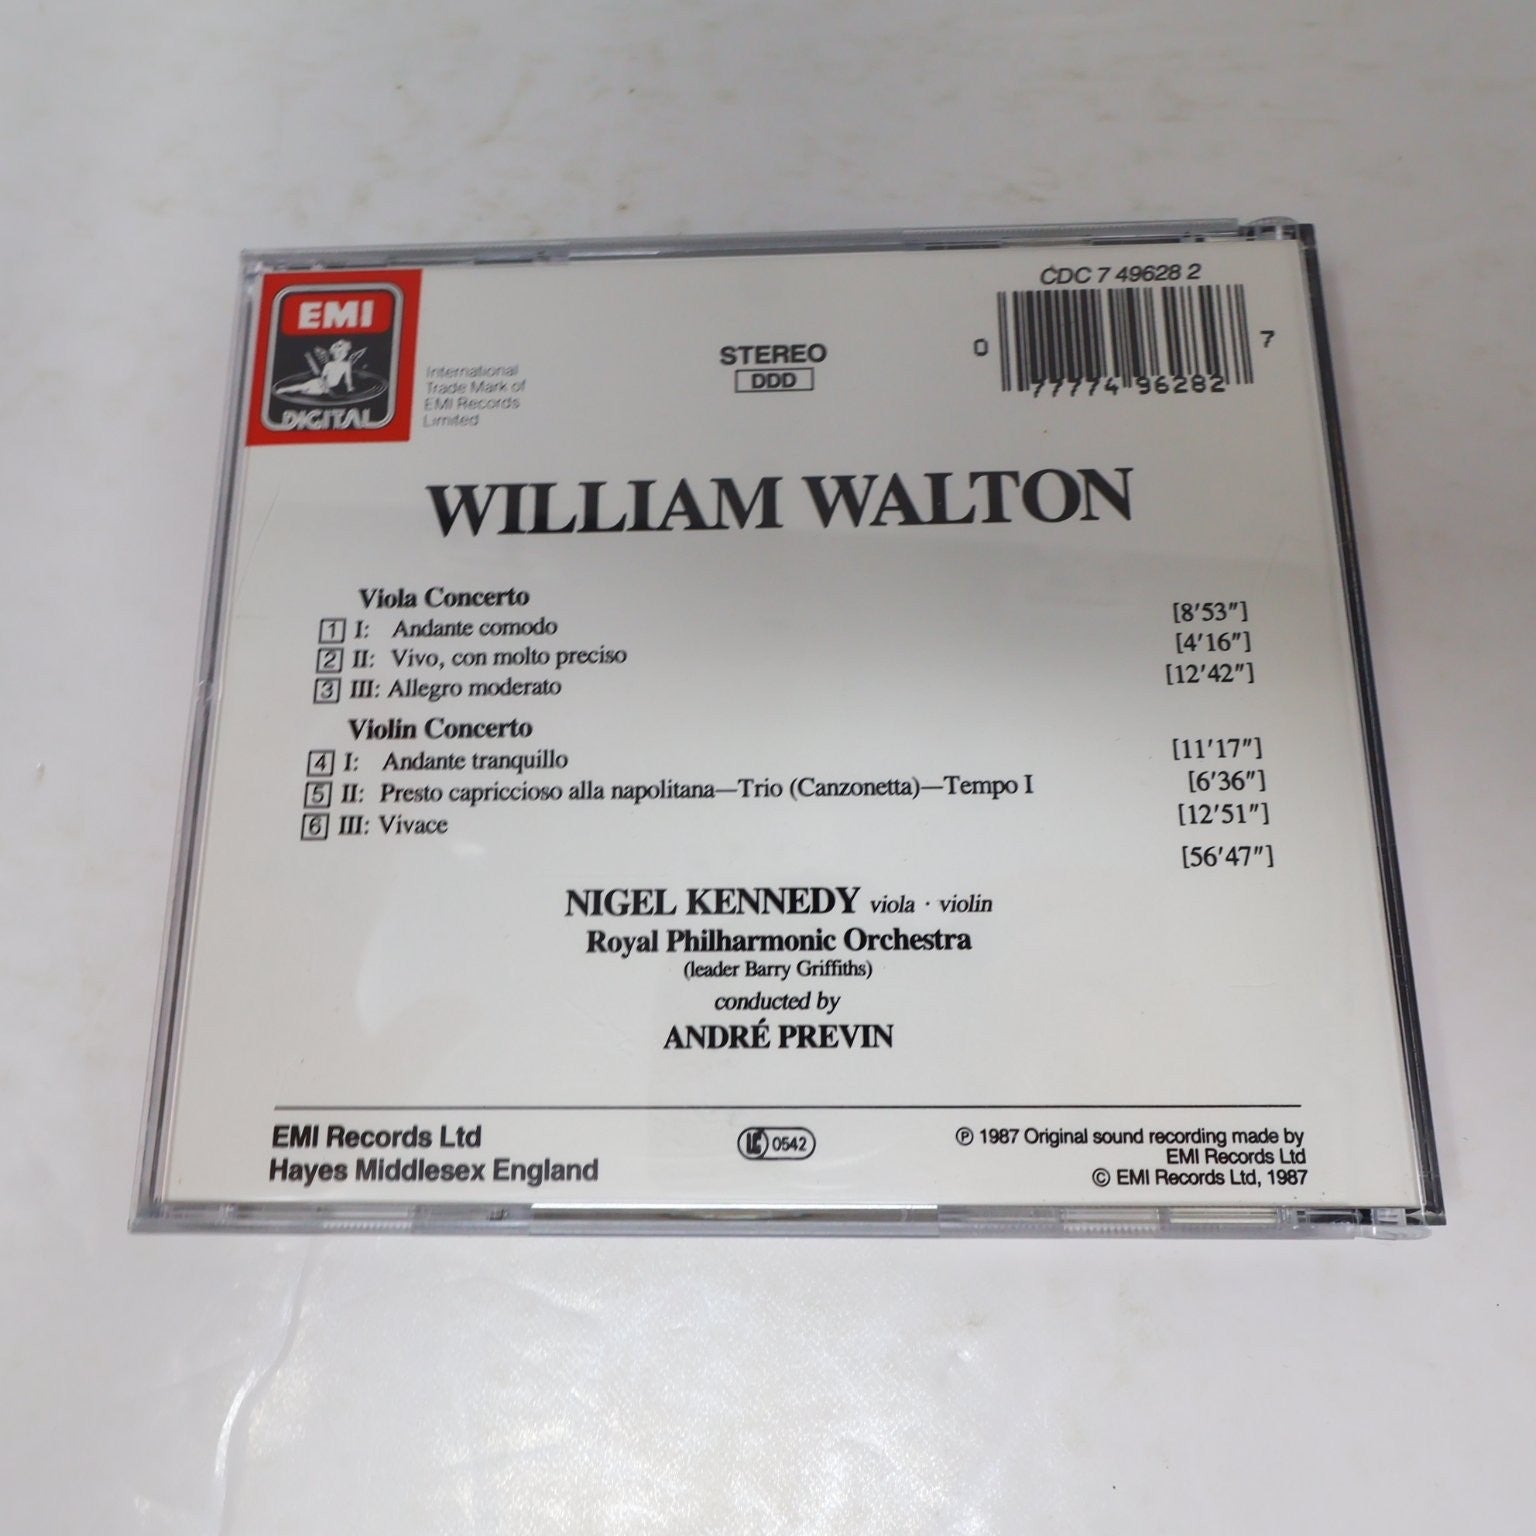 EMI
DIGITAL
International
Trade Mark of
EMI Records
Limited
STEREO
DDD
CDC 7 49628 2
0 77774 96282 7
WILLIAM WALTON
Viola Concerto
1 I: Andante comodo [8'53"]
2 II: Vivo, con molto preciso [4'16"]
3 III: Allegro moderato [12'42"]
Violin Concerto
4 I: Andante tranquillo [11'17"]
5 II: Presto capriccioso alla napolitana—Trio (Canzonetta)—Tempo I [6'36"]
6 III: Vivace [12'51"]
[56'47"]
NIGEL KENNEDY viola · violin
Royal Philharmonic Orchestra
(leader Barry Griffiths)
conducted by
ANDRÉ PREVIN
EMI Records Ltd
Hayes Middlesex England
LC 0542
℗ 1987 Original sound recording made by
EMI Records Ltd
© EMI Records Ltd, 1987